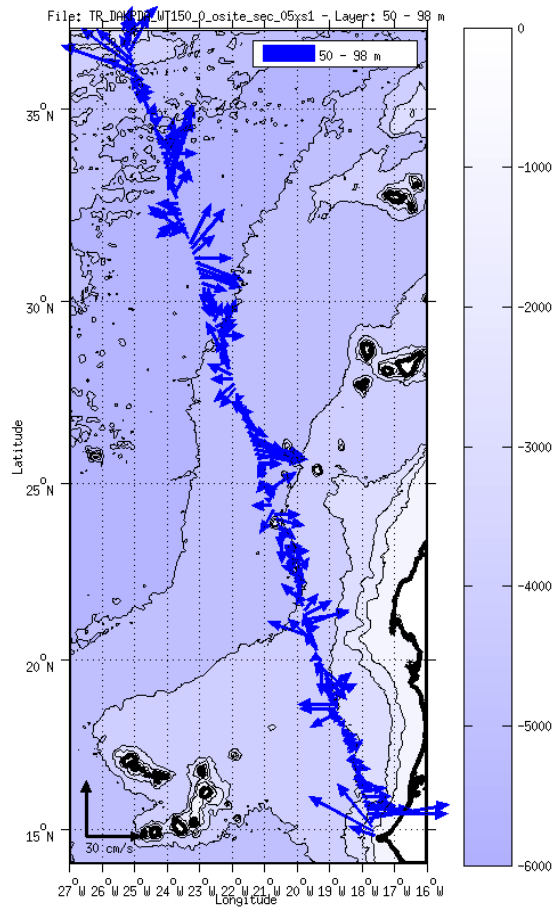 File: TR_DAKPDM_WT150_0_osite_sec_05xs1 - Layer: 50 - 98 m
50 - 98 m
0
-1000
-2000
-3000
-4000
-5000
-6000
35°N
30°N
25°N
20°N
15°N
Latitude
30 cm/s
27°W 26°W 25°W 24°W 23°W 22°W 21°W 20°W 19°W 18°W 17°W 16°W
Longitude